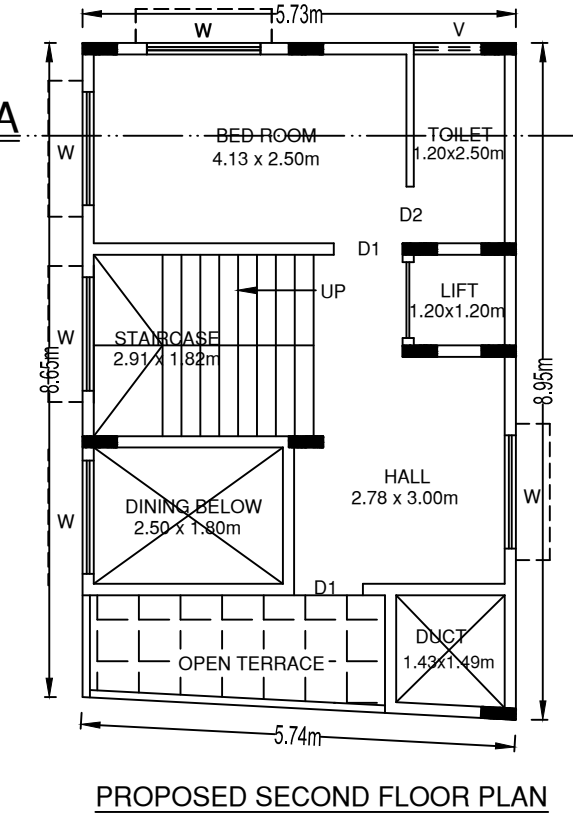 5.73m
W
V
A
BED ROOM
4.13 x 2.50m
TOILET
1.20x2.50m
W
D2
D1
UP
LIFT
1.20x1.20m
W
STAIRCASE
2.91 x 1.82m
8.65m
8.95m
HALL
2.78 x 3.00m
W
DINING BELOW
2.50 x 1.80m
W
D1
OPEN TERRACE
DUCT
1.43x1.49m
5.74m
PROPOSED SECOND FLOOR PLAN